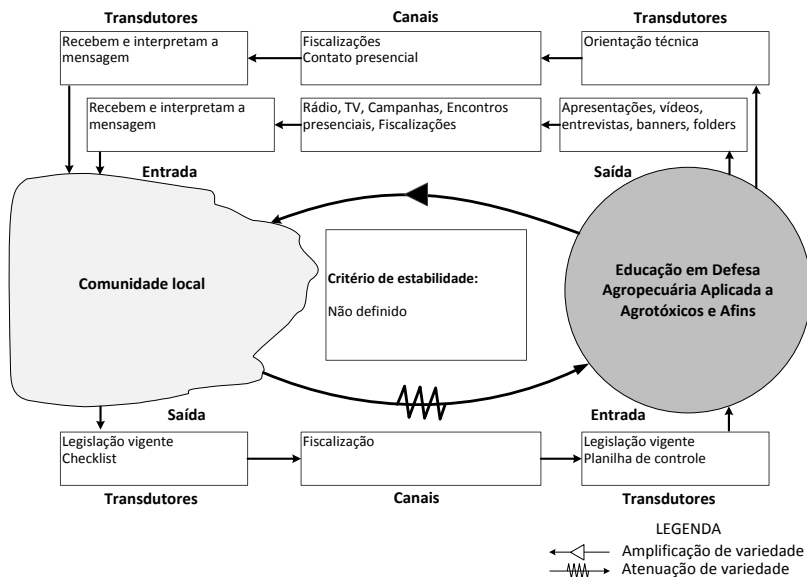 Transdutores
Canais
Transdutores
Recebem e interpretam a
mensagem
Fiscalizações
Contato presencial
Orientação técnica
Recebem e interpretam a
mensagem
Rádio, TV, Campanhas, Encontros
presenciais, Fiscalizações
Apresentações, vídeos,
entrevistas, banners, folders
Entrada
Saída
Comunidade local
Critério de estabilidade:
Não definido
Educação em Defesa
Agropecuária Aplicada a
Agrotóxicos e Afins
Saída
Entrada
Legislação vigente
Checklist
Fiscalização
Legislação vigente
Planilha de controle
Transdutores
Canais
Transdutores
LEGENDA
Amplificação de variedade
Atenuação de variedade